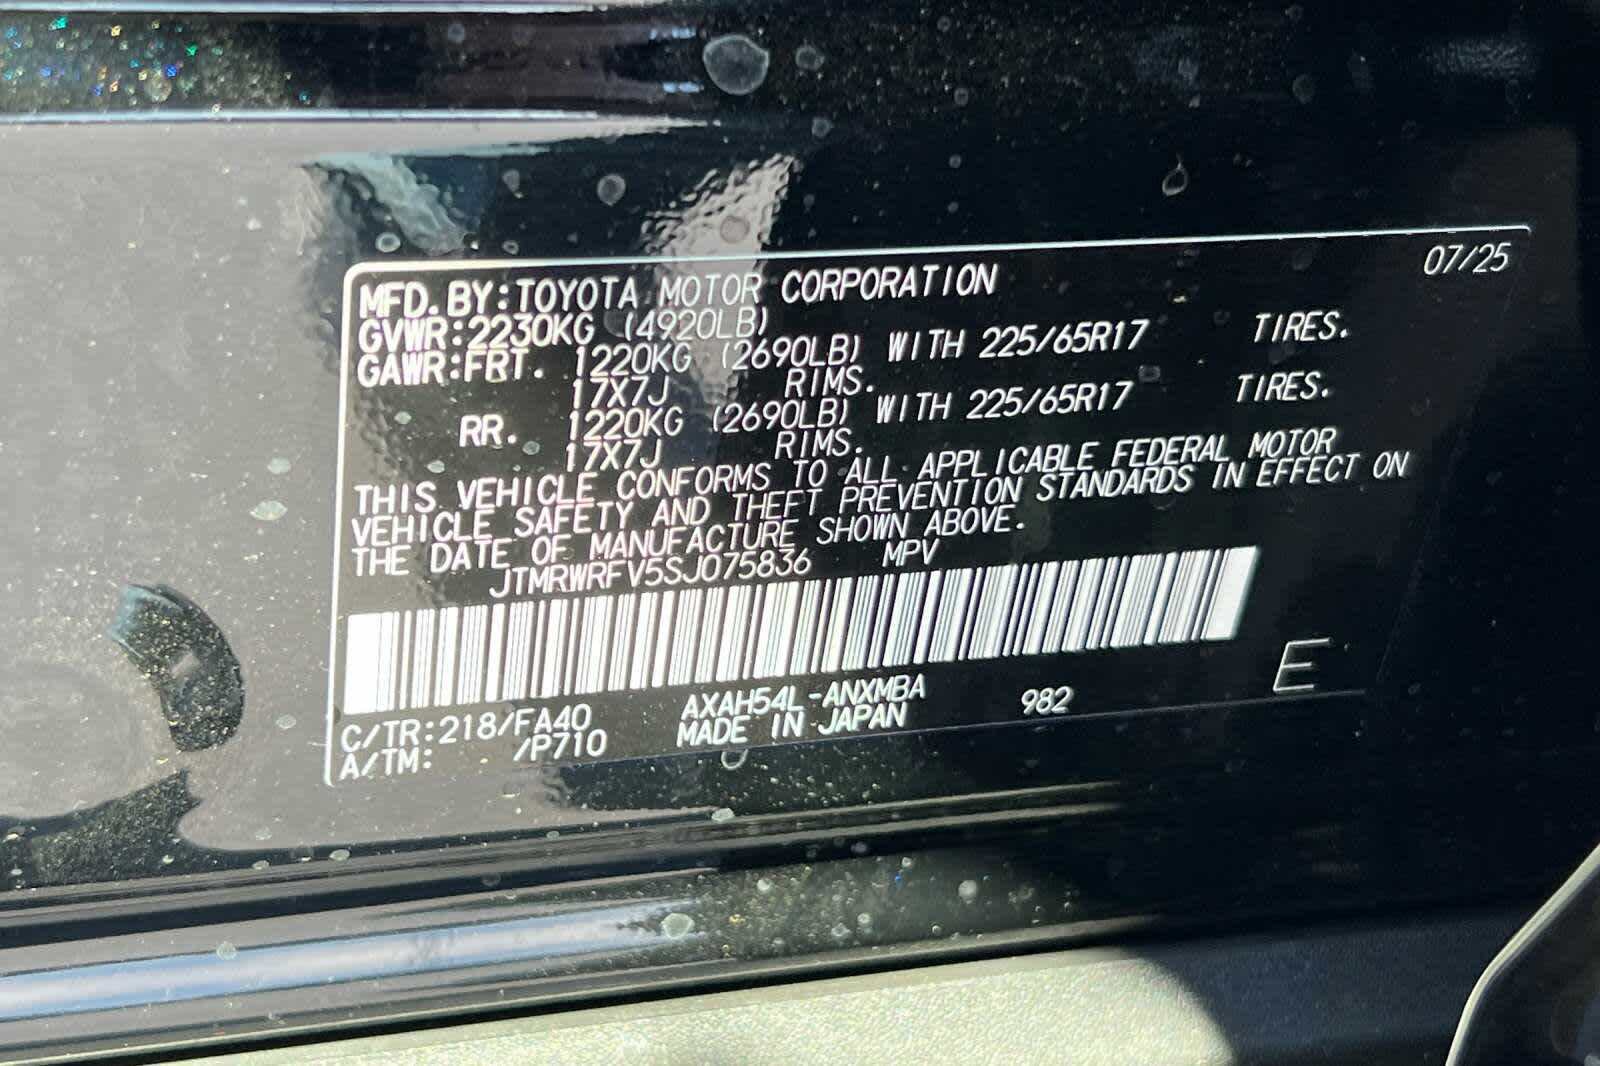 07/25
MFD. BY: TOYOTA MOTOR CORPORATION
GVWR: 2230KG (4920LB)
GAWR: FRT. 1220KG (2690LB) WITH 225/65R17 TIRES.
17X7J RIMS.
RR. 1220KG (2690LB) WITH 225/65R17 TIRES.
17X7J RIMS.
THIS VEHICLE CONFORMS TO ALL APPLICABLE FEDERAL MOTOR
VEHICLE SAFETY AND THEFT PREVENTION STANDARDS IN EFFECT ON
THE DATE OF MANUFACTURE SHOWN ABOVE.
JTMRWRFV5SJ075836 MPV
E
C/TR: 218/FA40 AXAH54L-ANXMBA 982
A/TM: /P710 MADE IN JAPAN